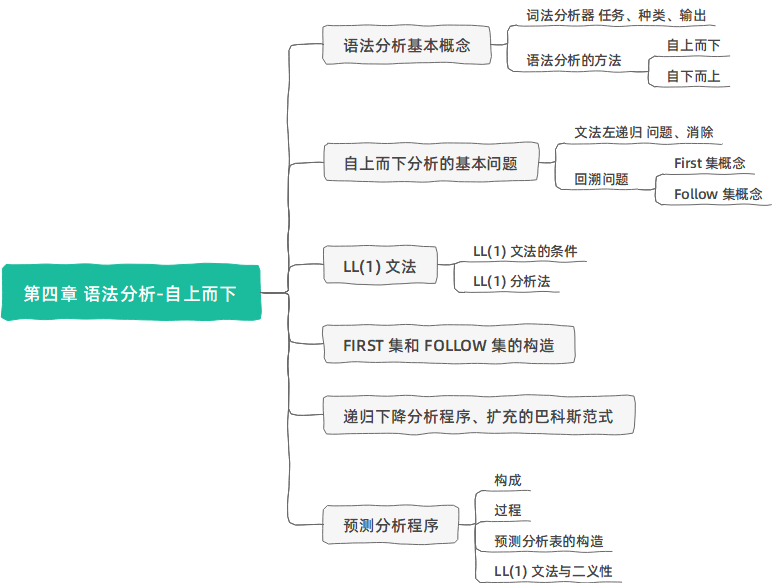 第四章 语法分析-自上而下
语法分析基本概念
词法分析器 任务、种类、输出
语法分析的方法
自上而下
自下而上
自上而下分析的基本问题
文法左递归 问题、消除
回溯问题
First 集概念
Follow 集概念
LL(1) 文法
LL(1) 文法的条件
LL(1) 分析法
FIRST 集和 FOLLOW 集的构造
递归下降分析程序、扩充的巴科斯范式
预测分析程序
构成
过程
预测分析表的构造
LL(1) 文法与二义性